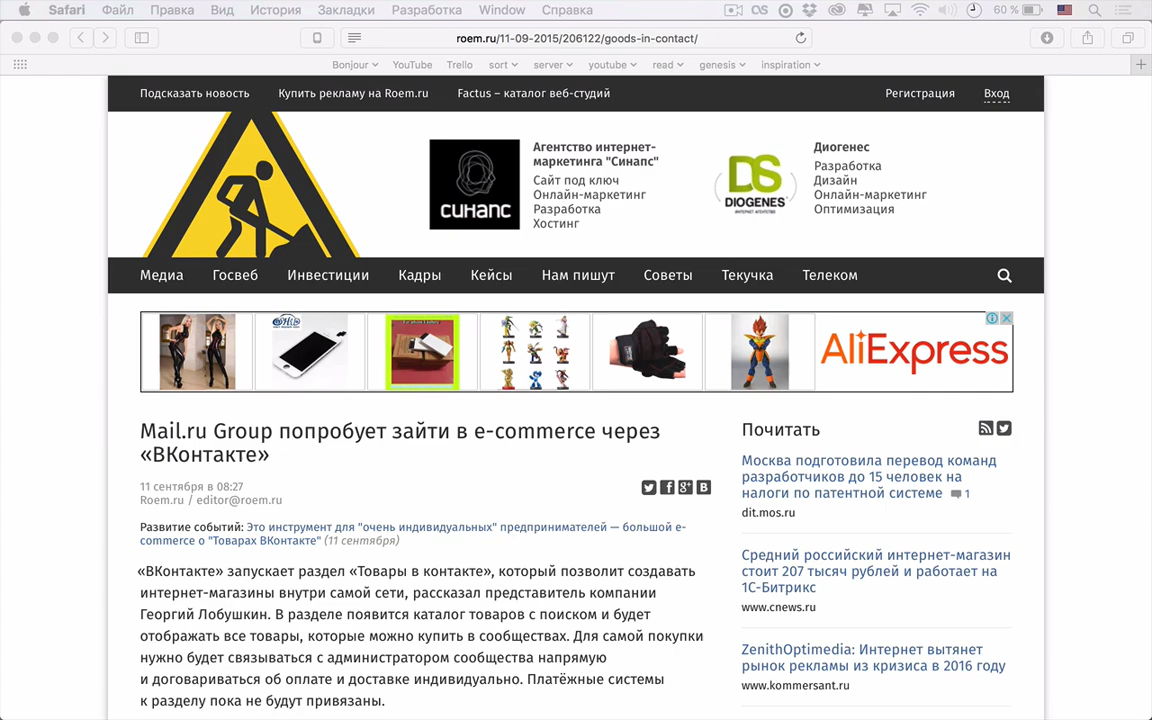 Safari Файл Правка Вид История Закладки Разработка Window Справка 60 %
roem.ru/11-09-2015/206122/goods-in-contact/
Bonjour YouTube Trello sort server youtube read genesis inspiration
Подсказать новость Купить рекламу на Roem.ru Factus – каталог веб-студий Регистрация Вход
синапс
Агентство интернет-
маркетинга "Синапс"
Сайт под ключ
Онлайн-маркетинг
Разработка
Хостинг
DS
DIOGENES
ИНТЕРНЕТ АГЕНТСТВО
Диогенес
Разработка
Дизайн
Онлайн-маркетинг
Оптимизация
Медиа Госвеб Инвестиции Кадры Кейсы Нам пишут Советы Текучка Телеком
AliExpress
Mail.ru Group попробует зайти в e-commerce через
«ВКонтакте»
11 сентября в 08:27
Roem.ru / editor@roem.ru
Развитие событий: Это инструмент для "очень индивидуальных" предпринимателей — большой e-
commerce о "Товарах ВКонтакте" (11 сентября)
«ВКонтакте» запускает раздел «Товары в контакте», который позволит создавать
интернет-магазины внутри самой сети, рассказал представитель компании
Георгий Лобушкин. В разделе появится каталог товаров с поиском и будет
отображать все товары, которые можно купить в сообществах. Для самой покупки
нужно будет связываться с администратором сообщества напрямую
и договариваться об оплате и доставке индивидуально. Платёжные системы
к разделу пока не будут привязаны.
Почитать
Москва подготовила перевод команд
разработчиков до 15 человек на
налоги по патентной системе 1
dit.mos.ru
Средний российский интернет-магазин
стоит 207 тысяч рублей и работает на
1С-Битрикс
www.cnews.ru
ZenithOptimedia: Интернет вытянет
рынок рекламы из кризиса в 2016 году
www.kommersant.ru